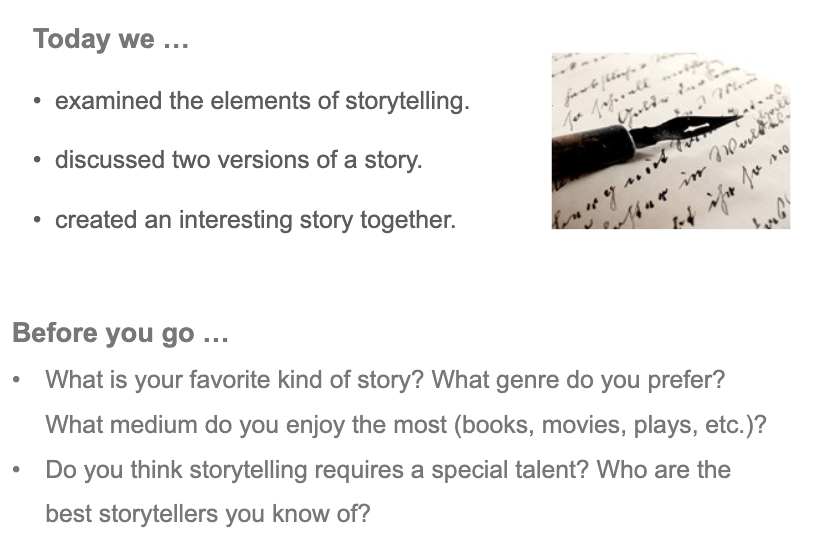 Today we …
• examined the elements of storytelling.
• discussed two versions of a story.
• created an interesting story together.
Before you go …
• What is your favorite kind of story? What genre do you prefer?
What medium do you enjoy the most (books, movies, plays, etc.)?
• Do you think storytelling requires a special talent? Who are the
best storytellers you know of?